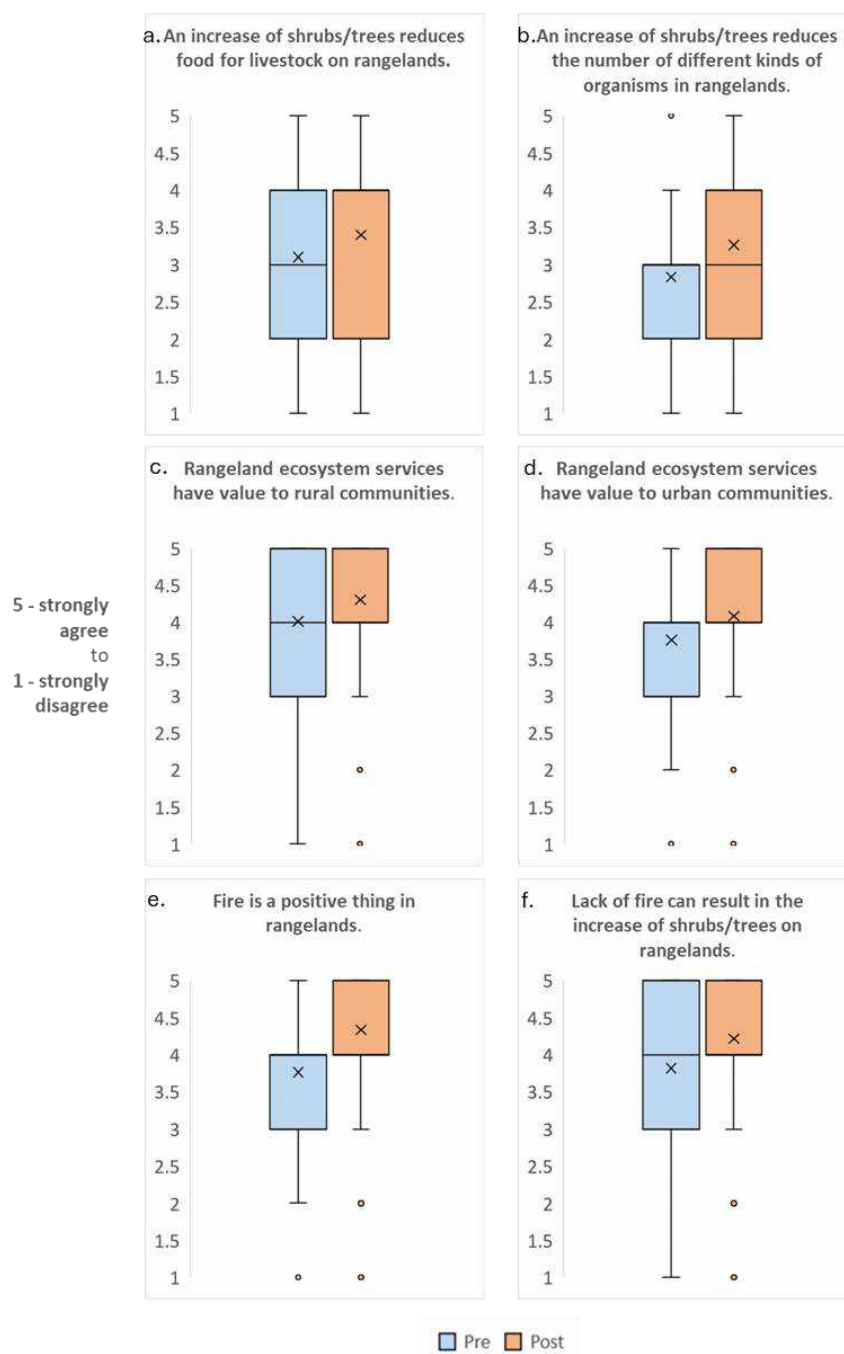 a. An increase of shrubs/trees reduces
food for livestock on rangelands.
5
4.5
4
3.5
3
2.5
2
1.5
1
b. An increase of shrubs/trees reduces
the number of different kinds of
organisms in rangelands.
5
4.5
4
3.5
3
2.5
2
1.5
1
c. Rangeland ecosystem services
have value to rural communities.
5
4.5
4
3.5
3
2.5
2
1.5
1
d. Rangeland ecosystem services
have value to urban communities.
5
4.5
4
3.5
3
2.5
2
1.5
1
5 - strongly
agree
to
1 - strongly
disagree
e. Fire is a positive thing in
rangelands.
5
4.5
4
3.5
3
2.5
2
1.5
1
f. Lack of fire can result in the
increase of shrubs/trees on
rangelands.
5
4.5
4
3.5
3
2.5
2
1.5
1
Pre Post